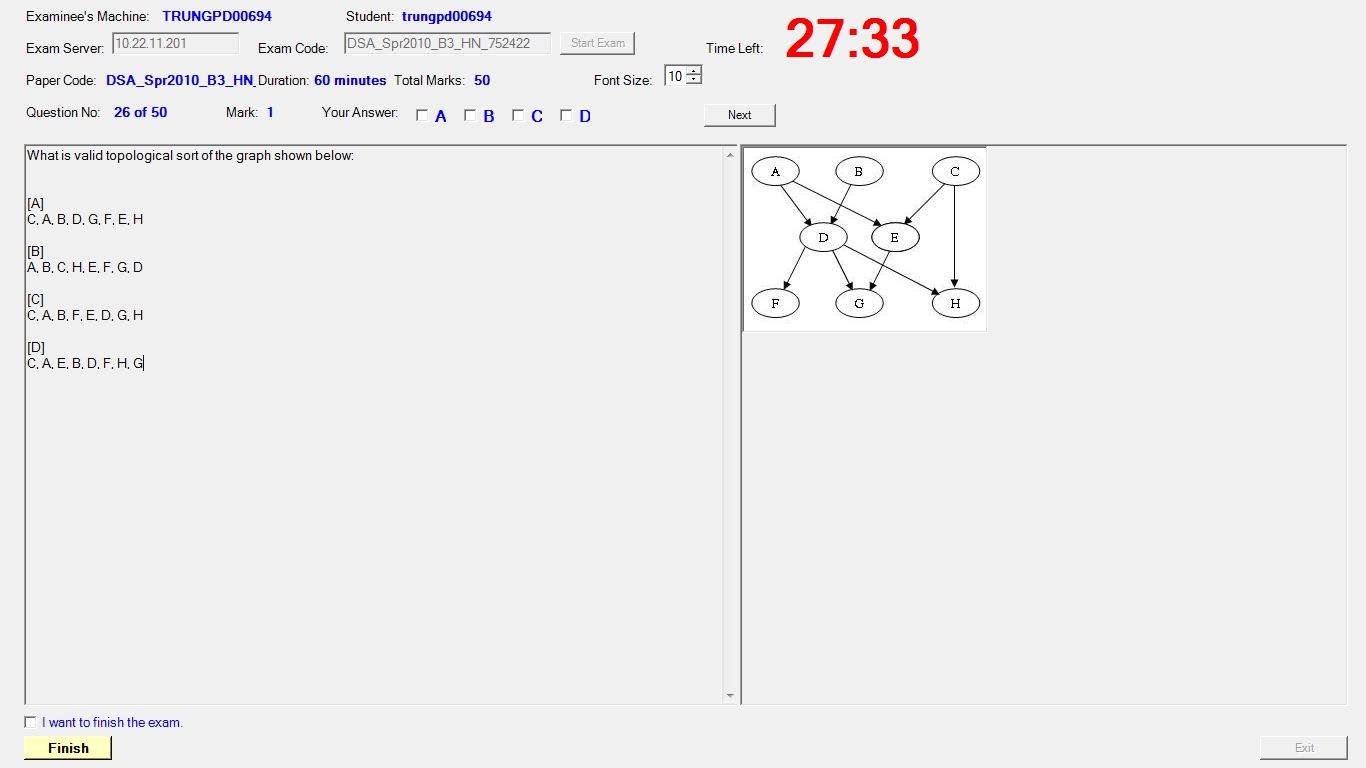 Examinee's Machine: TRUNGPD00694 Student: trungpd00694
27:33
Exam Server: 10.22.11.201 Exam Code: DSA_Spr2010_B3_HN_752422 Start Exam Time Left:
Paper Code: DSA_Spr2010_B3_HN_ Duration: 60 minutes Total Marks: 50 Font Size: 10
Question No: 26 of 50 Mark: 1 Your Answer: A B C D Next
What is valid topological sort of the graph shown below:
[A]
C, A, B, D, G, F, E, H
[B]
A, B, C, H, E, F, G, D
[C]
C, A, B, F, E, D, G, H
[D]
C, A, E, B, D, F, H, G
A B C
D E
F G H
I want to finish the exam.
Finish Exit